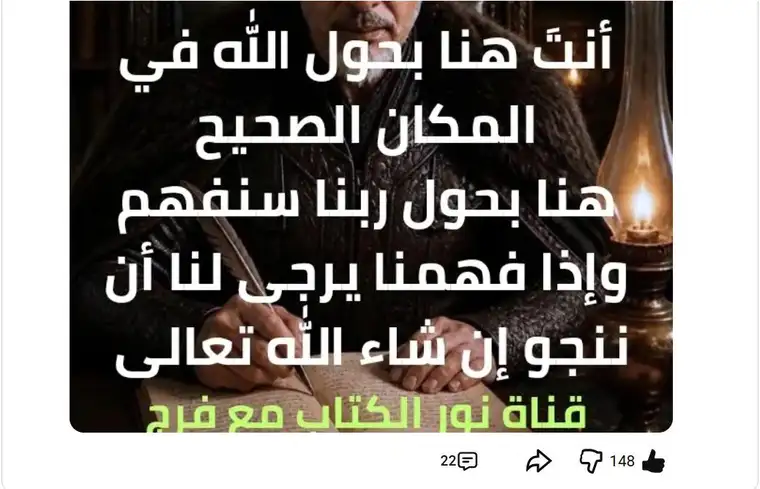 أنتَ هنا بحول الله في
المكان الصحيح
هنا بحول ربنا سنفهم
وإذا فهمنا يرجى لنا أن
ننجو إن شاء الله تعالى
قناة نور الكتاب مع فرج
148
22